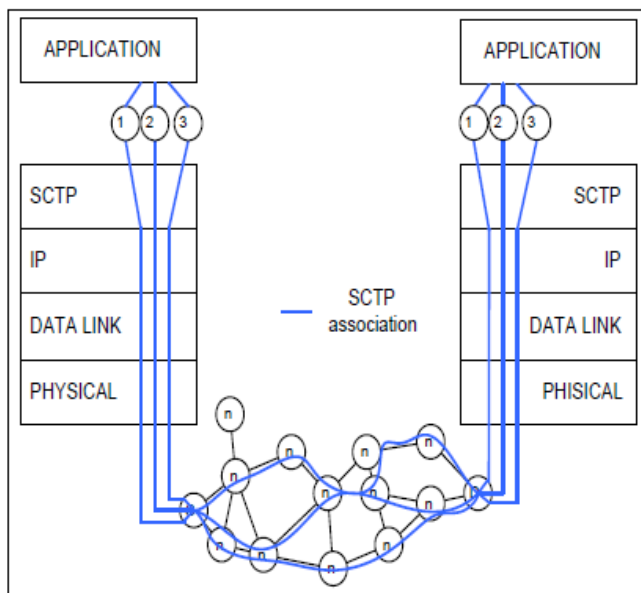 APPLICATION
APPLICATION
1 2 3
1 2 3
SCTP
SCTP
IP
IP
SCTP
association
DATA LINK
DATA LINK
PHYSICAL
PHISICAL
n
n
n
n
n
n
n
n
n
n
n
n
n
n